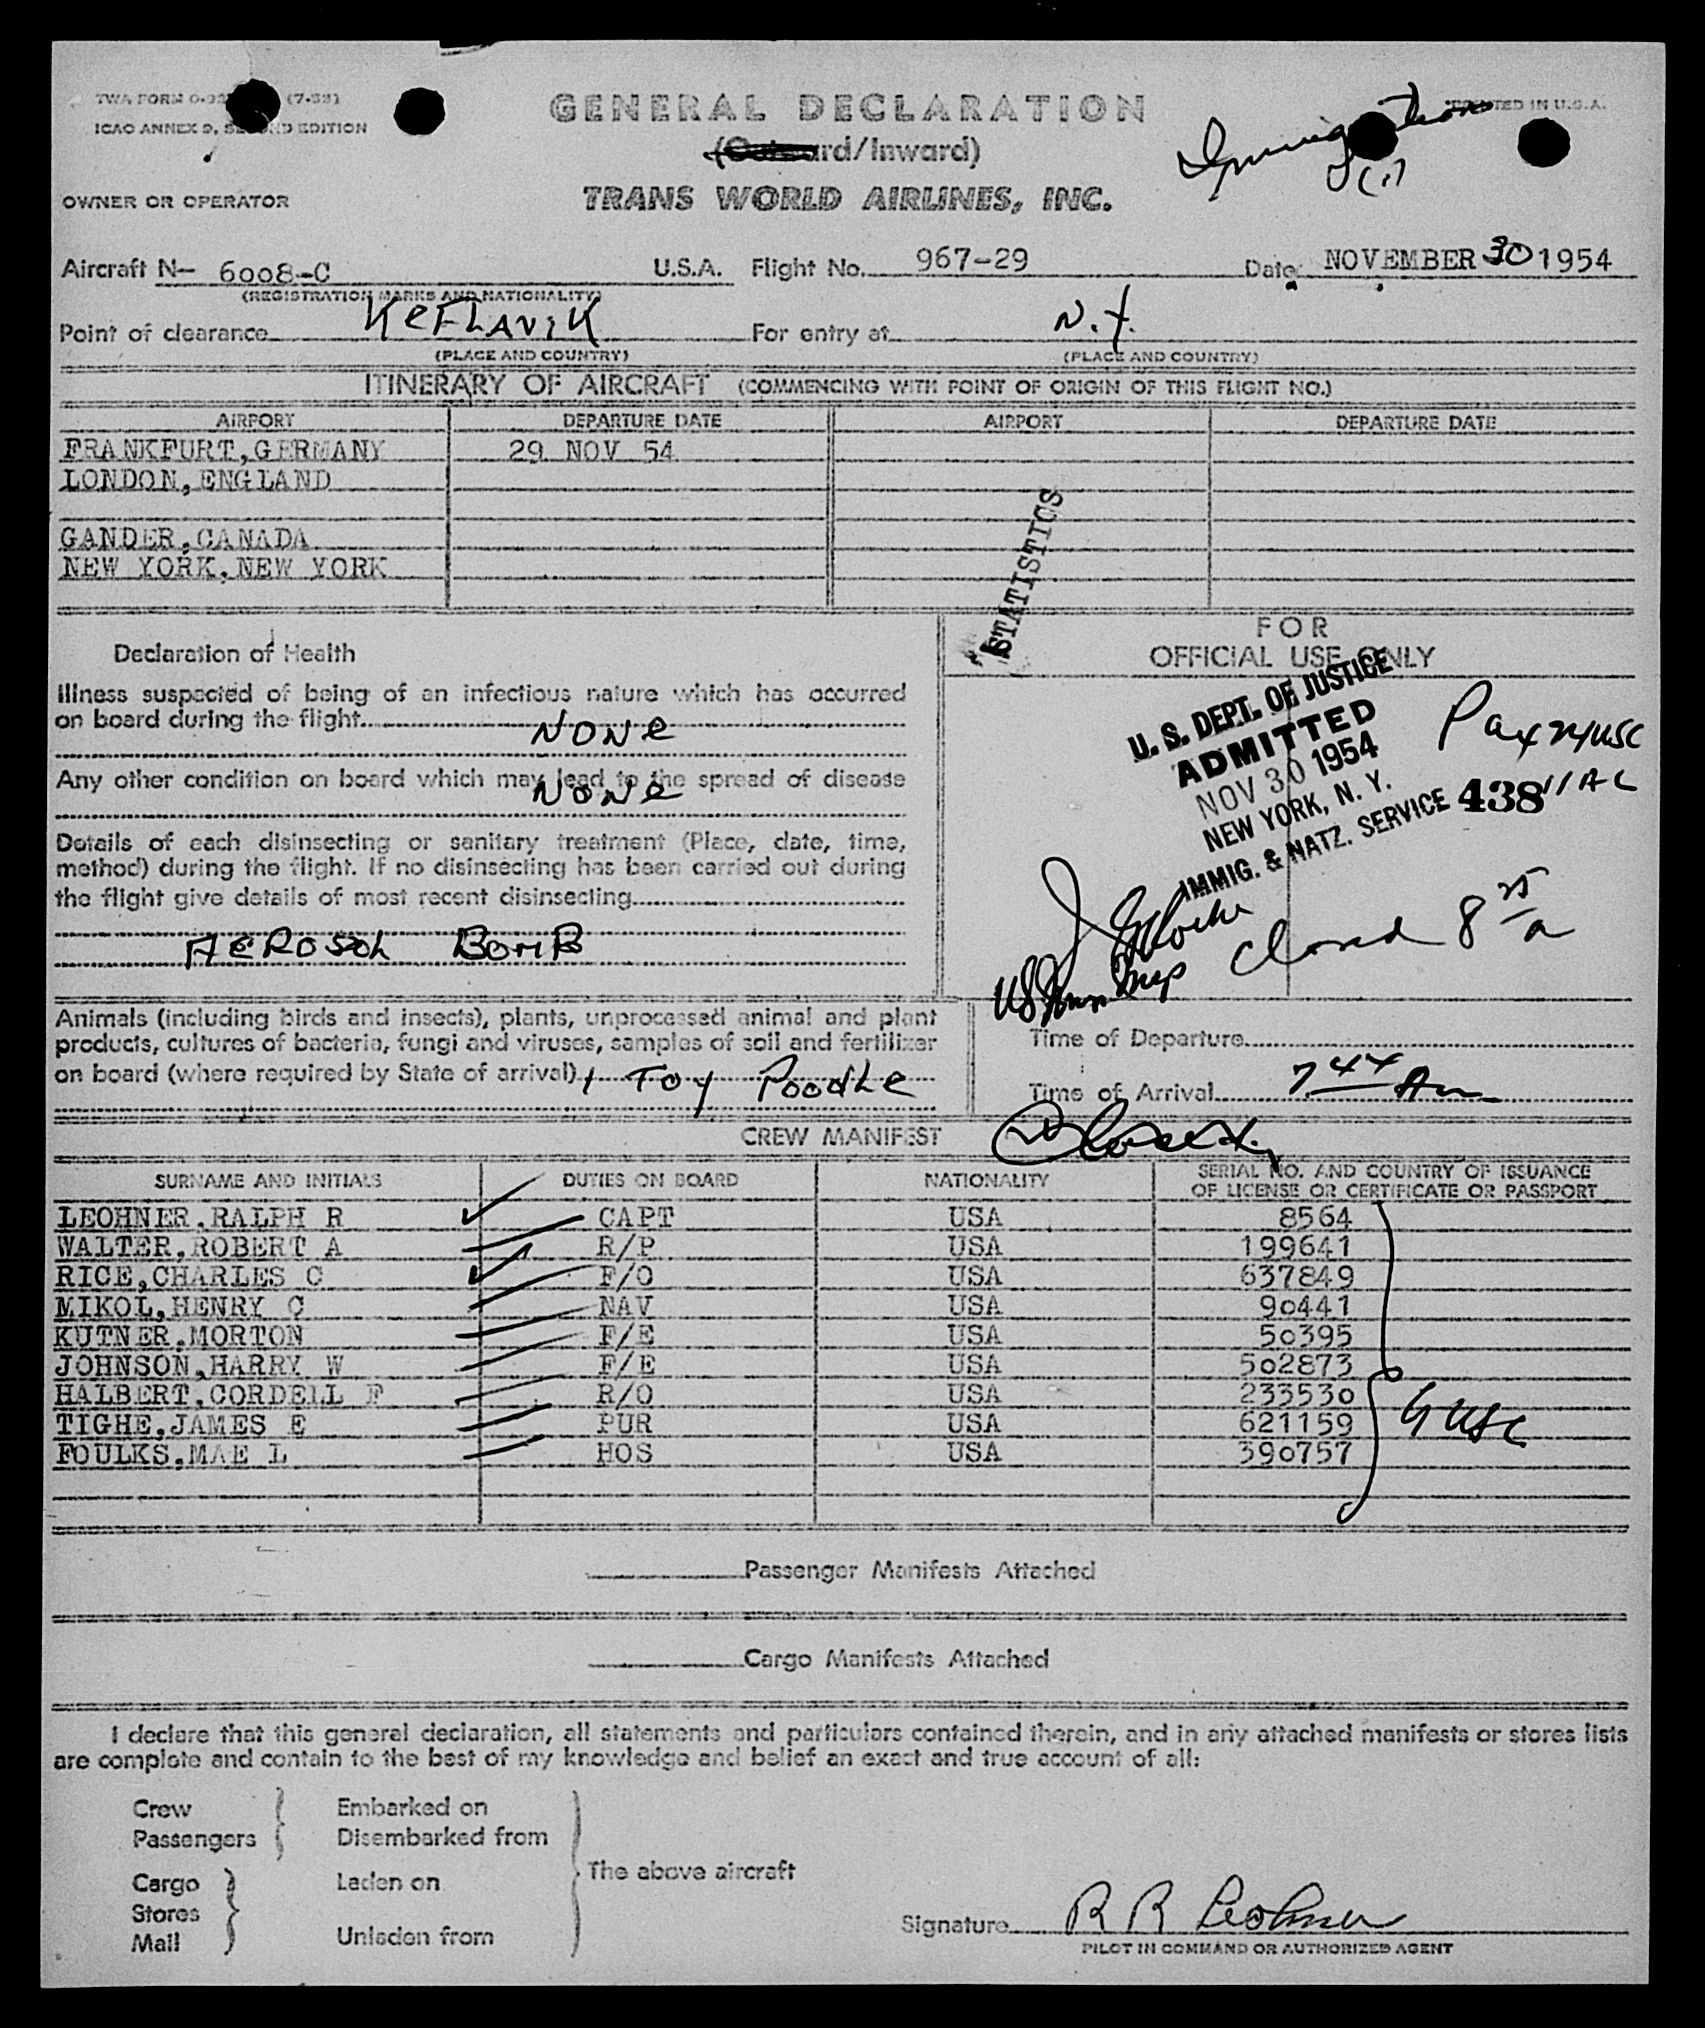 TWA FORM (7-53)
ICAO ANNEX 9, SECOND EDITION
GENERAL DECLARATION
PRINTED IN U.S.A.
Immigration
(Outward/Inward)
OWNER OR OPERATOR
TRANS WORLD AIRLINES, INC.
Aircraft N- 6008-C U.S.A. Flight No. 967-29 Date NOVEMBER 30 1954
(REGISTRATION MARKS AND NATIONALITY)
Point of clearance KEFLAVIK For entry at N.Y.
(PLACE AND COUNTRY) (PLACE AND COUNTRY)
ITINERARY OF AIRCRAFT (COMMENCING WITH POINT OF ORIGIN OF THIS FLIGHT NO.)
AIRPORT DEPARTURE DATE AIRPORT DEPARTURE DATE
FRANKFURT,GERMANY 29 NOV 54
LONDON,ENGLAND
GANDER,CANADA
NEW YORK,NEW YORK
STATISTICS
Declaration of Health
Illness suspected of being of an infectious nature which has occurred
on board during the flight NONE
Any other condition on board which may lead to the spread of disease
NONE
Details of each disinsecting or sanitary treatment (Place, date, time,
method) during the flight. If no disinsecting has been carried out during
the flight give details of most recent disinsecting
AEROSOL BOMB
FOR
OFFICIAL USE ONLY
U. S. DEPT. OF JUSTICE
ADMITTED
NOV 30 1954
NEW YORK, N. Y.
IMMIG. & NATZ. SERVICE 438
Pax 24 USC
11 AC
US Imm Insp
Closed 8 25 a
Animals (including birds and insects), plants, unprocessed animal and plant
products, cultures of bacteria, fungi and viruses, samples of soil and fertilizer
on board (where required by State of arrival) 1 TOY POODLE
Time of Departure
Time of Arrival 7 44 Am
CREW MANIFEST
SURNAME AND INITIALS DUTIES ON BOARD NATIONALITY SERIAL NO. AND COUNTRY OF ISSUANCE
OF LICENSE OR CERTIFICATE OR PASSPORT
LEOHNER,RALPH R CAPT USA 8564
WALTER,ROBERT A R/P USA 199641
RICE,CHARLES C F/O USA 637849
MIKOL,HENRY C NAV USA 90441
KUTNER,MORTON F/E USA 50395
JOHNSON,HARRY W F/E USA 502873
HALBERT,CORDELL F R/O USA 233530
TIGHE,JAMES E PUR USA 621159
FOULKS,MAE L HOS USA 390757
9 USC
Passenger Manifests Attached
Cargo Manifests Attached
I declare that this general declaration, all statements and particulars contained therein, and in any attached manifests or stores lists
are complete and contain to the best of my knowledge and belief an exact and true account of all:
Crew Embarked on
Passengers Disembarked from
The above aircraft
Cargo Laden on
Stores
Mail Unladen from
Signature R R Leohner
PILOT IN COMMAND OR AUTHORIZED AGENT